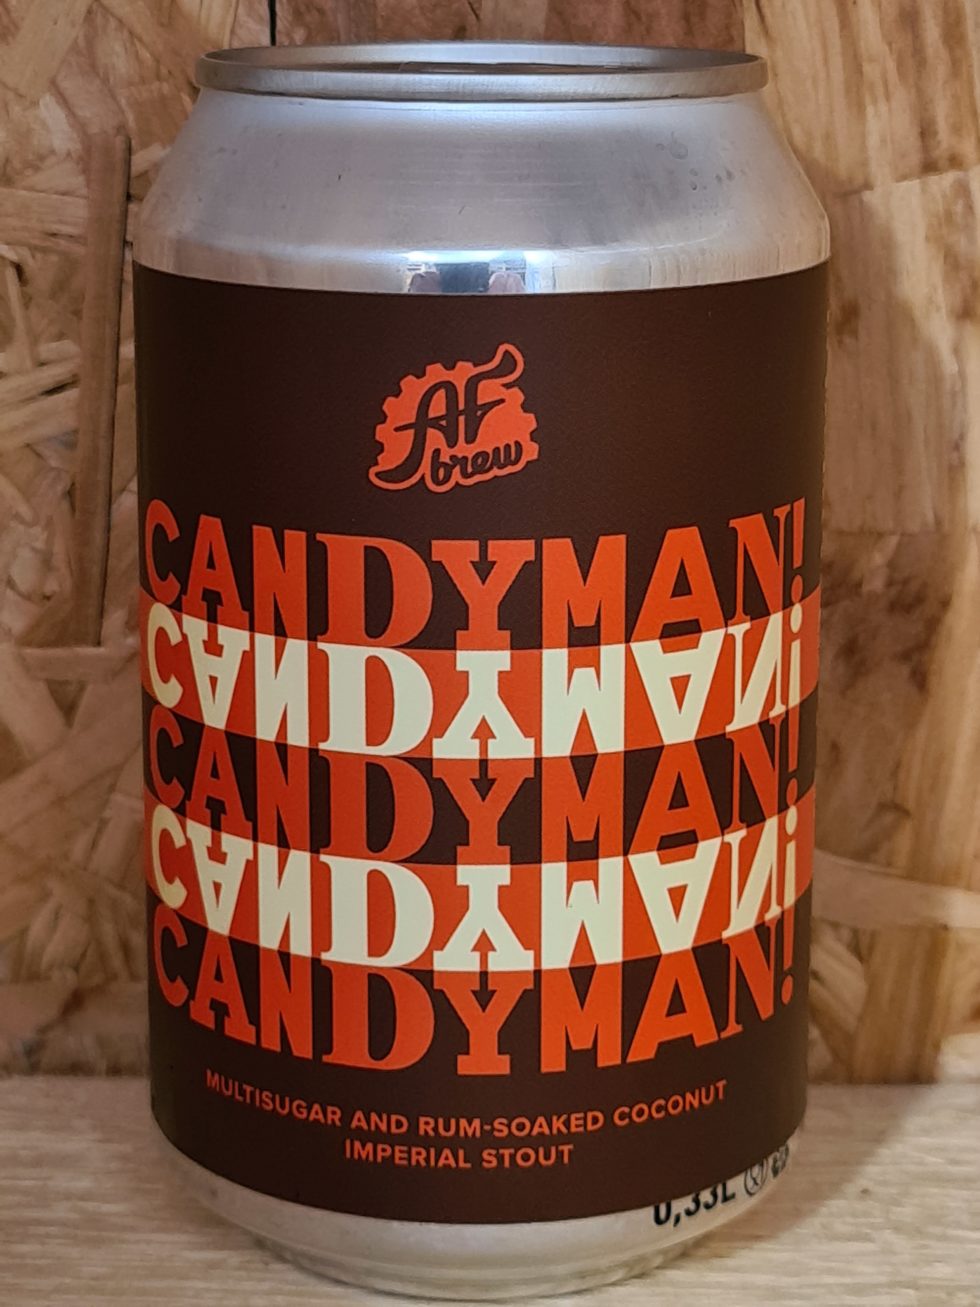 AF
brew
CANDYMAN!
CANDYMAN!
CANDYMAN!
CANDYMAN!
CANDYMAN!
MULTISUGAR AND RUM-SOAKED COCONUT
IMPERIAL STOUT
0,33L